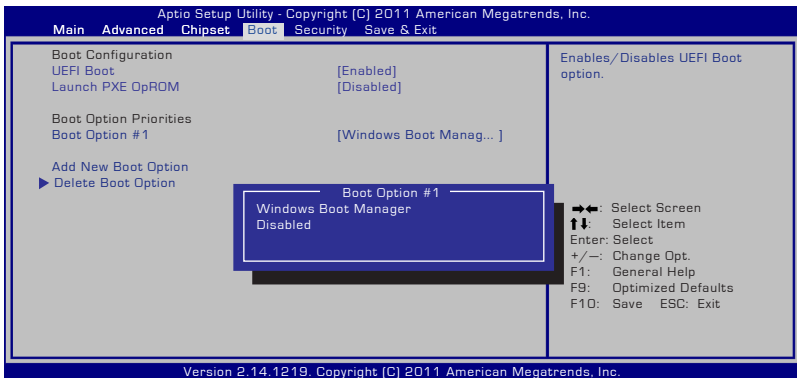 Aptio Setup Utility - Copyright (C) 2011 American Megatrends, Inc.
Main Advanced Chipset Boot Security Save & Exit
Boot Configuration
UEFI Boot [Enabled]
Launch PXE OpROM [Disabled]
Boot Option Priorities
Boot Option #1 [Windows Boot Manag... ]
Add New Boot Option
Delete Boot Option
Boot Option #1
Windows Boot Manager
Disabled
Enables/Disables UEFI Boot
option.
→←: Select Screen
↑↓: Select Item
Enter: Select
+/—: Change Opt.
F1: General Help
F9: Optimized Defaults
F10: Save ESC: Exit
Version 2.14.1219. Copyright (C) 2011 American Megatrends, Inc.